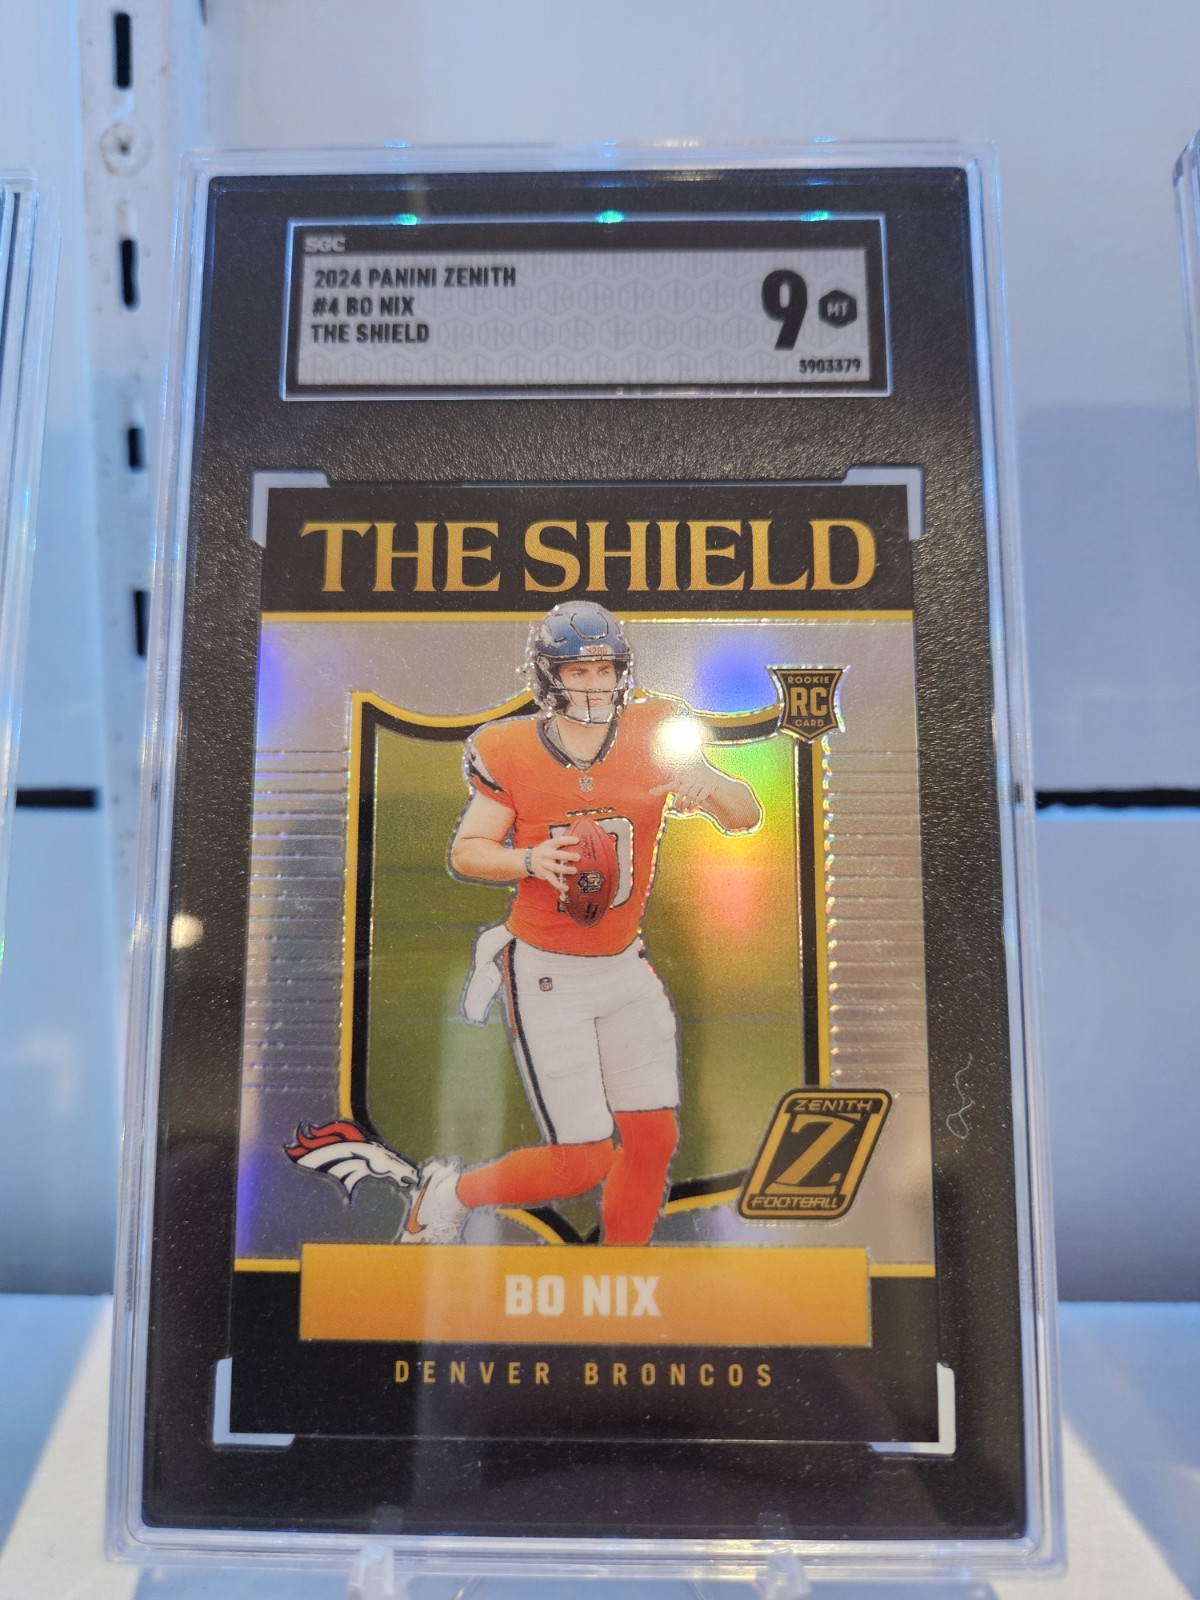 SGC
2024 PANINI ZENITH
#4 BO NIX
THE SHIELD
9 MT
5903379
THE SHIELD
ROOKIE
RC
CARD
10
ZENITH
Z
FOOTBALL
BO NIX
DENVER BRONCOS